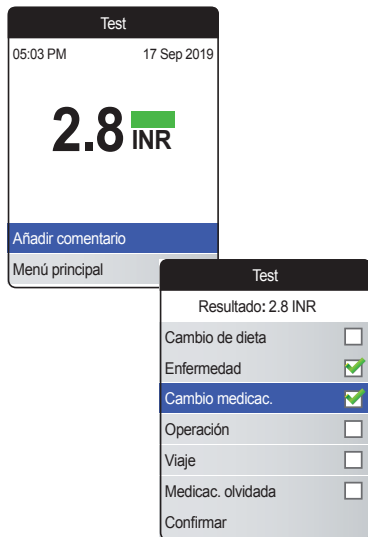 Test
05:03 PM 17 Sep 2019
2.8 INR
Añadir comentario
Menú principal
Test
Resultado: 2.8 INR
Cambio de dieta
Enfermedad
Cambio medicac.
Operación
Viaje
Medicac. olvidada
Confirmar